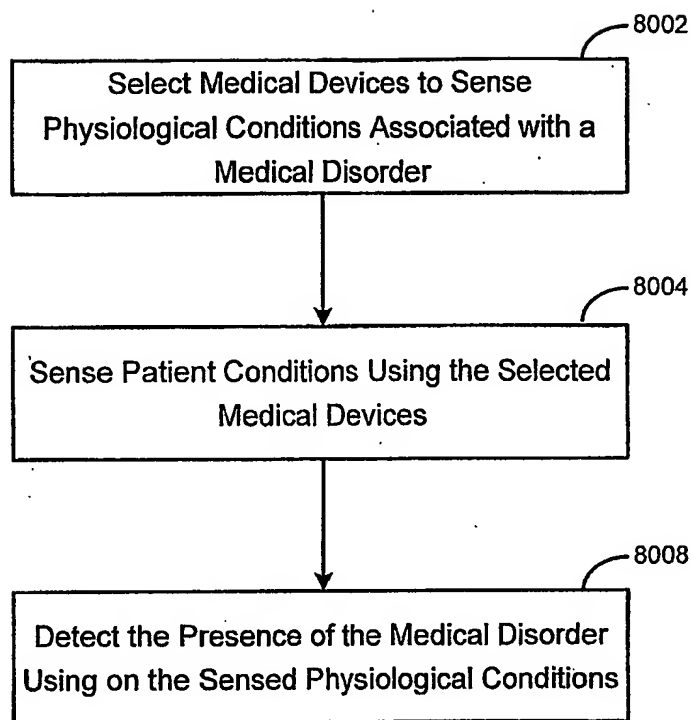 8002
Select Medical Devices to Sense
Physiological Conditions Associated with a
Medical Disorder
8004
Sense Patient Conditions Using the Selected
Medical Devices
8008
Detect the Presence of the Medical Disorder
Using on the Sensed Physiological Conditions